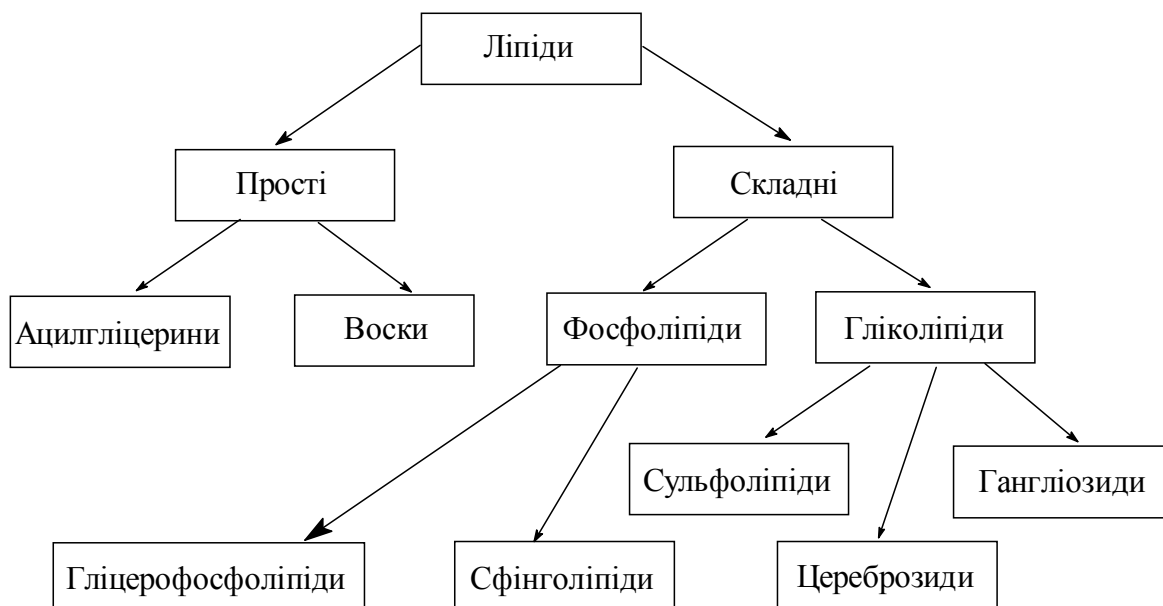 Ліпіди
Прості
Складні
Ацилгліцерини
Воски
Фосфоліпіди
Гліколіпіди
Сульфоліпіди
Гангліозиди
Гліцерофосфоліпіди
Сфінголіпіди
Цереброзиди